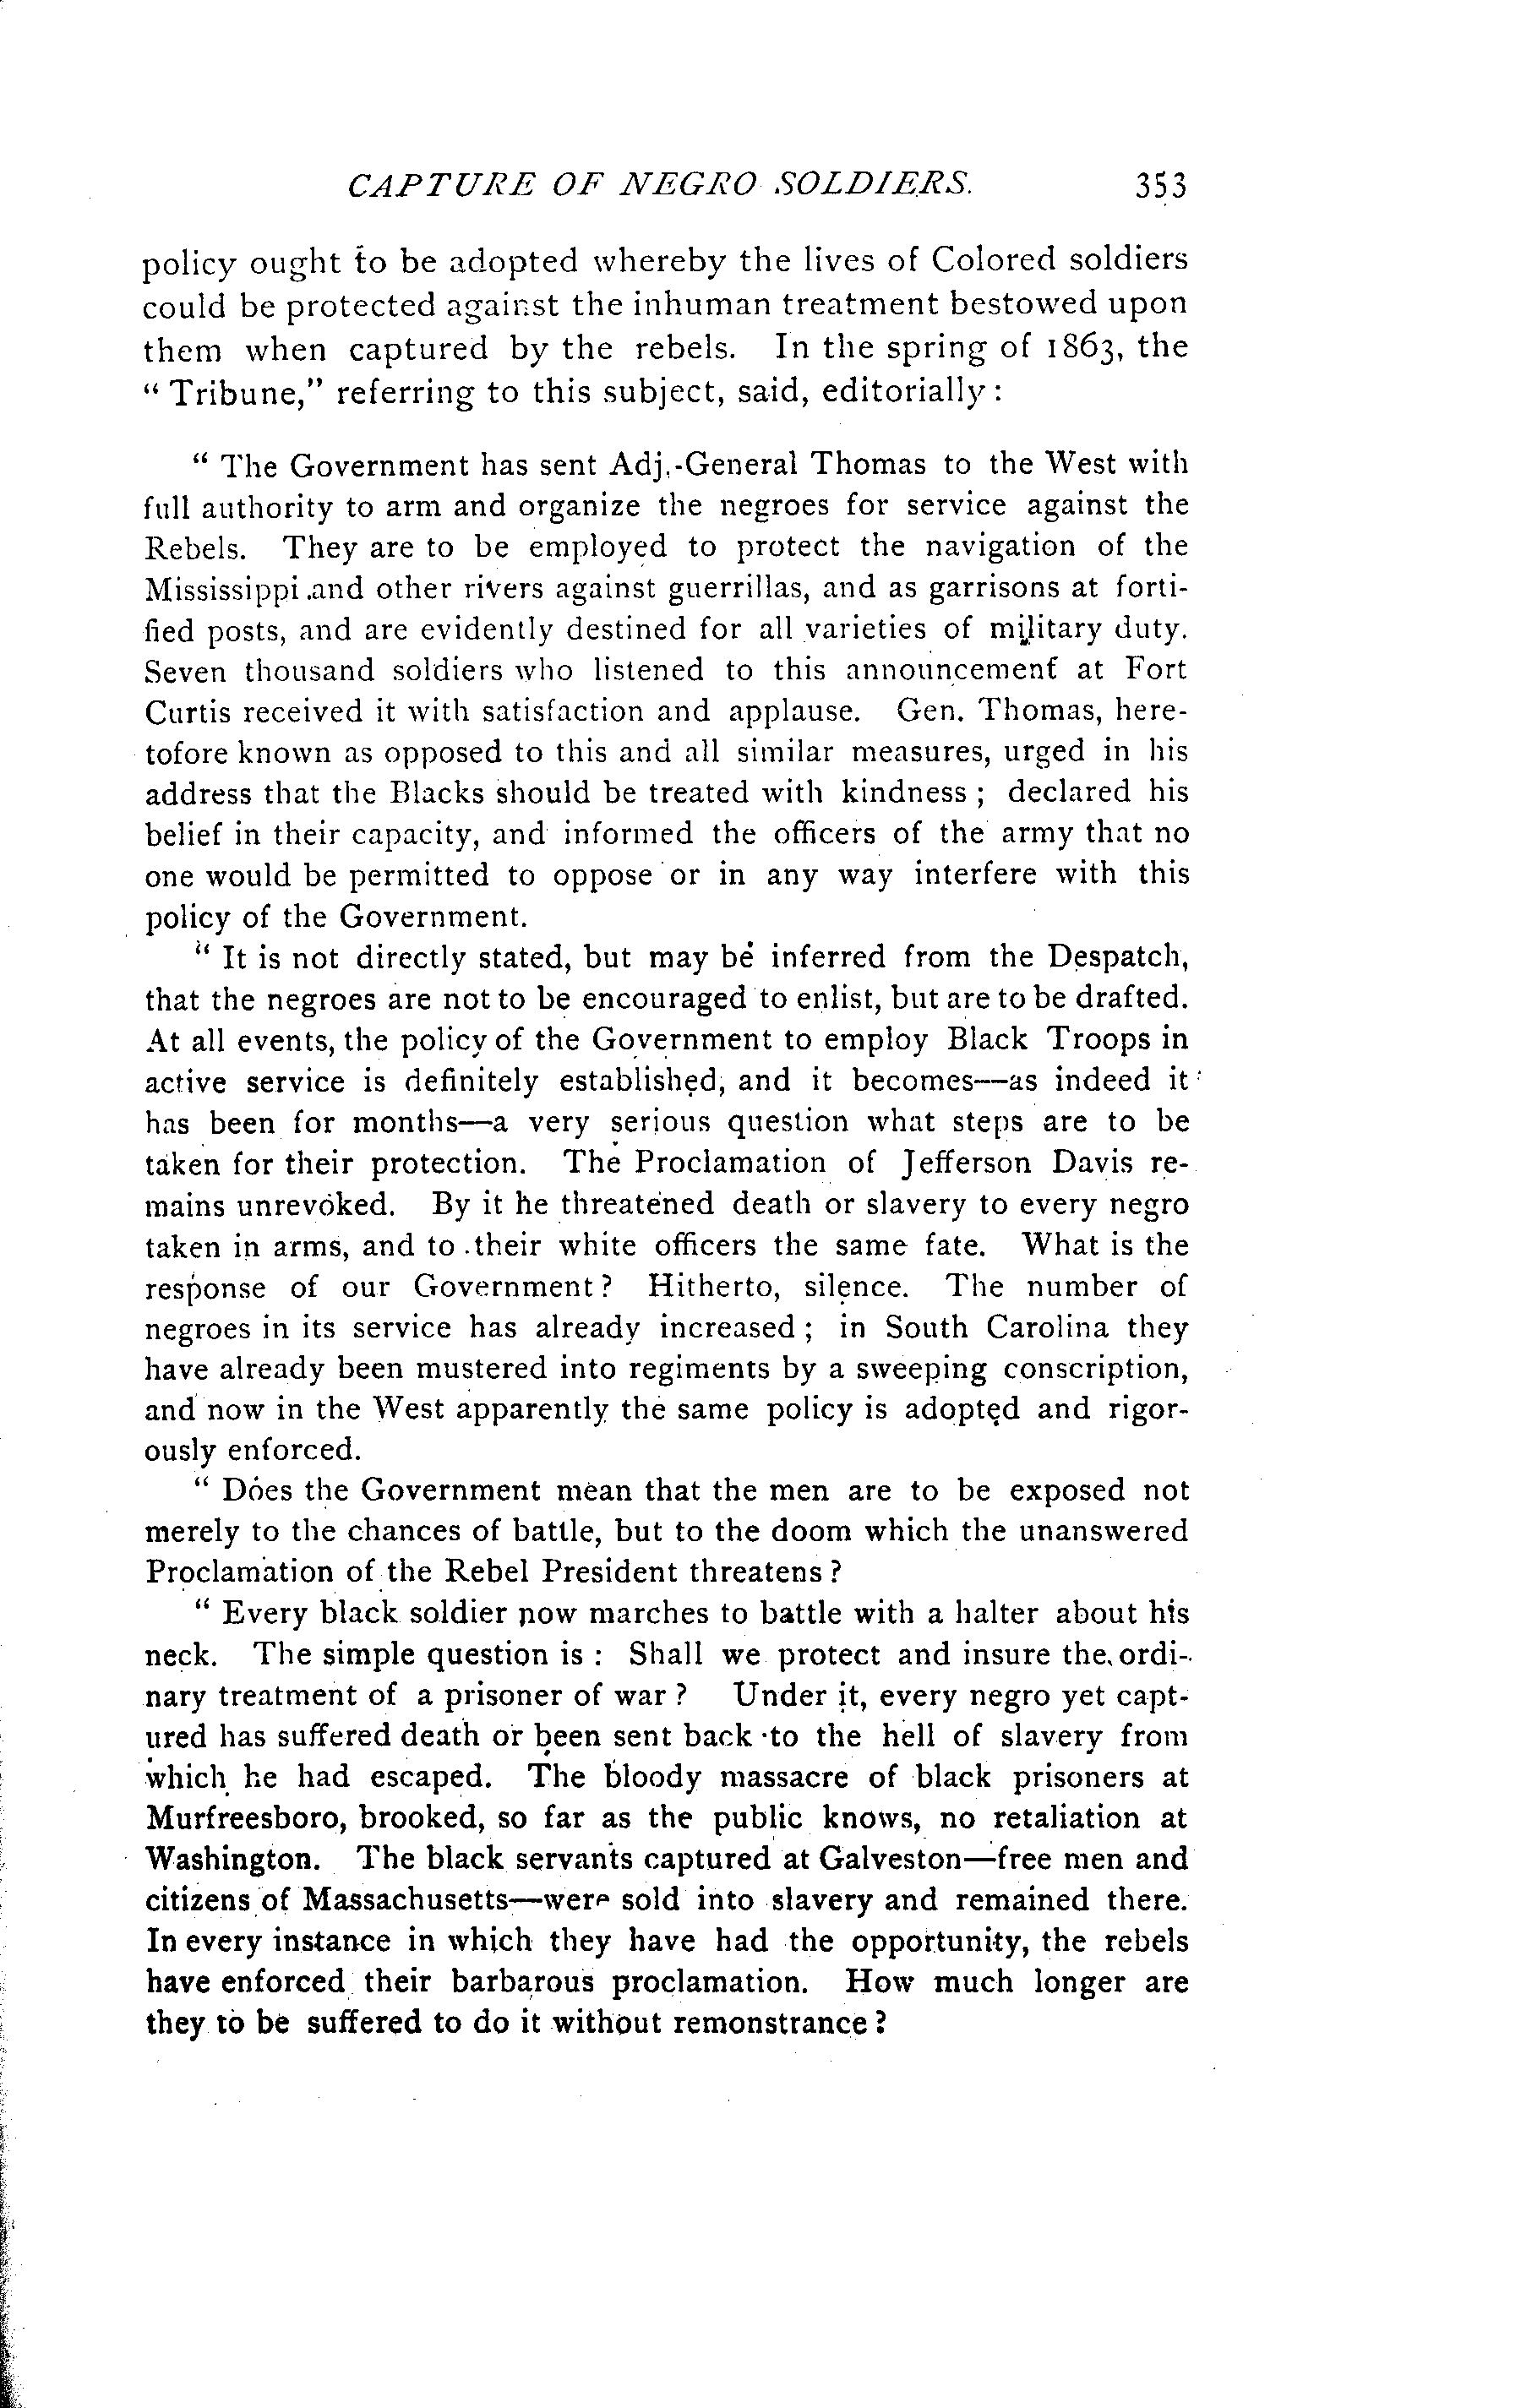 CAPTURE OF NEGRO SOLDIERS. 353
policy ought to be adopted whereby the lives of Colored soldiers
could be protected against the inhuman treatment bestowed upon
them when captured by the rebels. In the spring of 1863, the
" Tribune," referring to this subject, said, editorially :
" The Government has sent Adj.-General Thomas to the West with
full authority to arm and organize the negroes for service against the
Rebels. They are to be employed to protect the navigation of the
Mississippi and other rivers against guerrillas, and as garrisons at forti-
fied posts, and are evidently destined for all varieties of military duty.
Seven thousand soldiers who listened to this announcement at Fort
Curtis received it with satisfaction and applause. Gen. Thomas, here-
tofore known as opposed to this and all similar measures, urged in his
address that the Blacks should be treated with kindness ; declared his
belief in their capacity, and informed the officers of the army that no
one would be permitted to oppose or in any way interfere with this
policy of the Government.
" It is not directly stated, but may be inferred from the Despatch,
that the negroes are not to be encouraged to enlist, but are to be drafted.
At all events, the policy of the Government to employ Black Troops in
active service is definitely established, and it becomes—as indeed it
has been for months—a very serious question what steps are to be
taken for their protection. The Proclamation of Jefferson Davis re-
mains unrevoked. By it he threatened death or slavery to every negro
taken in arms, and to their white officers the same fate. What is the
response of our Government ? Hitherto, silence. The number of
negroes in its service has already increased ; in South Carolina they
have already been mustered into regiments by a sweeping conscription,
and now in the West apparently the same policy is adopted and rigor-
ously enforced.
" Does the Government mean that the men are to be exposed not
merely to the chances of battle, but to the doom which the unanswered
Proclamation of the Rebel President threatens ?
" Every black soldier now marches to battle with a halter about his
neck. The simple question is : Shall we protect and insure the ordi-
nary treatment of a prisoner of war ? Under it, every negro yet capt-
ured has suffered death or been sent back to the hell of slavery from
which he had escaped. The bloody massacre of black prisoners at
Murfreesboro, brooked, so far as the public knows, no retaliation at
Washington. The black servants captured at Galveston—free men and
citizens of Massachusetts—were sold into slavery and remained there.
In every instance in which they have had the opportunity, the rebels
have enforced their barbarous proclamation. How much longer are
they to be suffered to do it without remonstrance ?